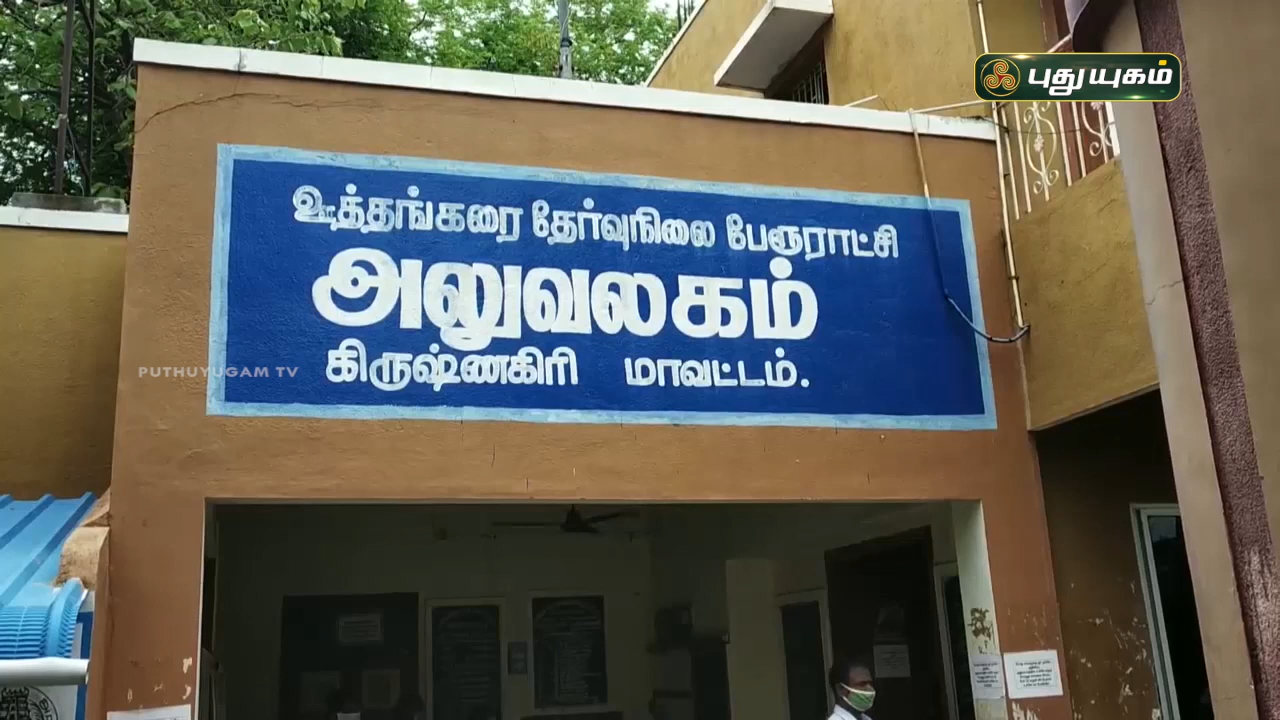 புதுயுகம்
ஊத்தங்கரை தேர்வுநிலை பேரூராட்சி
அலுவலகம்
கிருஷ்ணகிரி மாவட்டம்.
PUTHUYUGAM TV